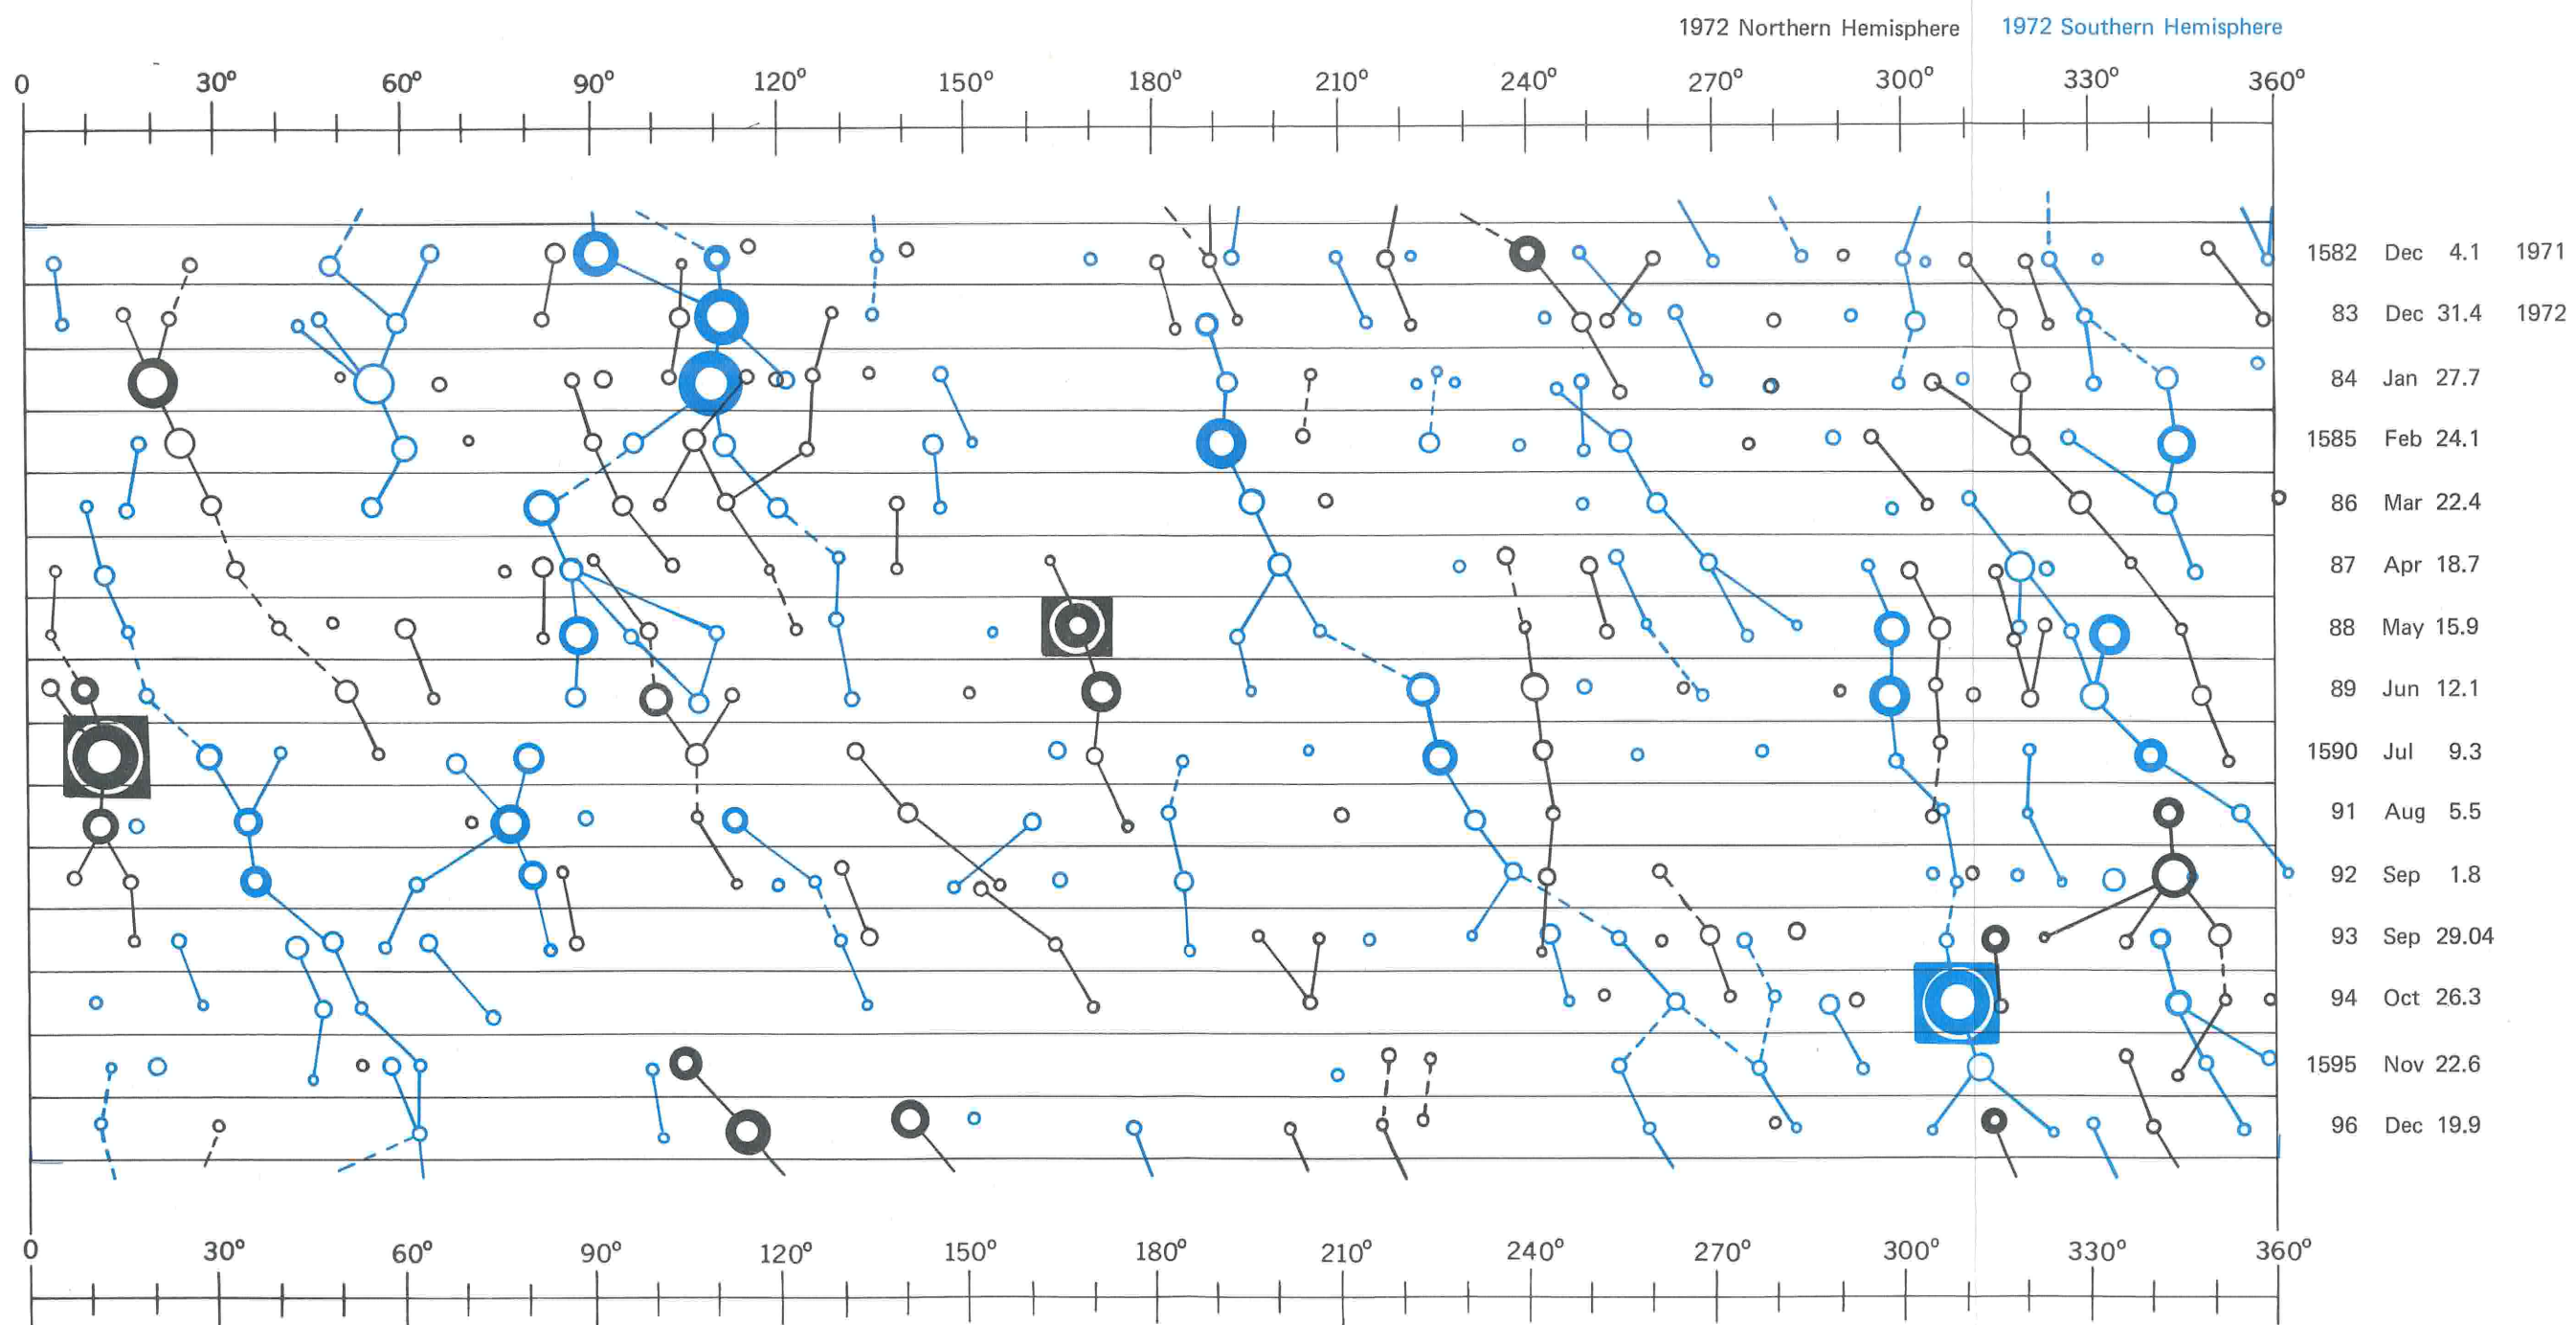 1972 Northern Hemisphere 1972 Southern Hemisphere
0 30° 60° 90° 120° 150° 180° 210° 240° 270° 300° 330° 360°
1582 Dec 4.1 1971
83 Dec 31.4 1972
84 Jan 27.7
1585 Feb 24.1
86 Mar 22.4
87 Apr 18.7
88 May 15.9
89 Jun 12.1
1590 Jul 9.3
91 Aug 5.5
92 Sep 1.8
93 Sep 29.04
94 Oct 26.3
1595 Nov 22.6
96 Dec 19.9
0 30° 60° 90° 120° 150° 180° 210° 240° 270° 300° 330° 360°